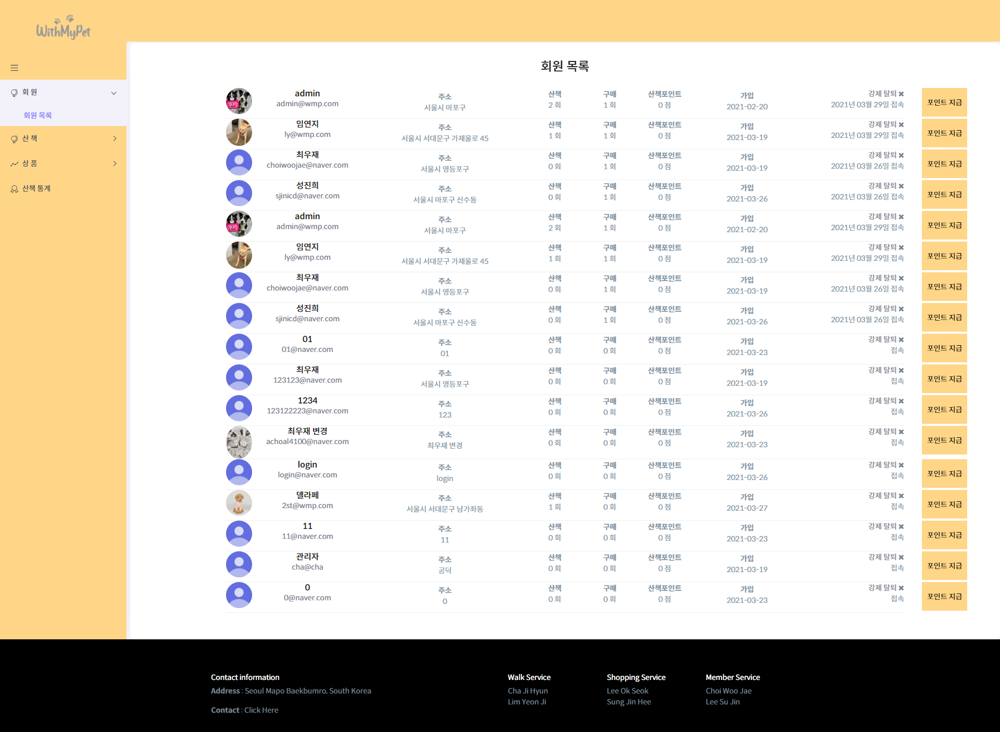 WithMyPet
회 원
회원 목록
산 책
상 품
산책 통계
회원 목록
admin
admin@wmp.com
주소
서울시 마포구
산책
2 회
구매
1 회
산책포인트
0 점
가입
2021-02-20
강제 탈퇴 ✖
2021년 03월 29일 접속
포인트 지급
임연지
ly@wmp.com
주소
서울시 서대문구 가재울로 45
산책
1 회
구매
1 회
산책포인트
0 점
가입
2021-03-19
강제 탈퇴 ✖
2021년 03월 29일 접속
포인트 지급
최우재
choiwoojae@naver.com
주소
서울시 영등포구
산책
0 회
구매
1 회
산책포인트
0 점
가입
2021-03-19
강제 탈퇴 ✖
2021년 03월 26일 접속
포인트 지급
성진희
sjinicd@naver.com
주소
서울시 마포구 신수동
산책
0 회
구매
1 회
산책포인트
0 점
가입
2021-03-26
강제 탈퇴 ✖
2021년 03월 26일 접속
포인트 지급
admin
admin@wmp.com
주소
서울시 마포구
산책
2 회
구매
1 회
산책포인트
0 점
가입
2021-02-20
강제 탈퇴 ✖
2021년 03월 29일 접속
포인트 지급
임연지
ly@wmp.com
주소
서울시 서대문구 가재울로 45
산책
1 회
구매
1 회
산책포인트
0 점
가입
2021-03-19
강제 탈퇴 ✖
2021년 03월 29일 접속
포인트 지급
최우재
choiwoojae@naver.com
주소
서울시 영등포구
산책
0 회
구매
1 회
산책포인트
0 점
가입
2021-03-19
강제 탈퇴 ✖
2021년 03월 26일 접속
포인트 지급
성진희
sjinicd@naver.com
주소
서울시 마포구 신수동
산책
0 회
구매
1 회
산책포인트
0 점
가입
2021-03-26
강제 탈퇴 ✖
2021년 03월 26일 접속
포인트 지급
01
01@naver.com
주소
01
산책
0 회
구매
0 회
산책포인트
0 점
가입
2021-03-23
강제 탈퇴 ✖
접속
포인트 지급
최우재
123123@naver.com
주소
서울시 영등포구
산책
0 회
구매
0 회
산책포인트
0 점
가입
2021-03-19
강제 탈퇴 ✖
접속
포인트 지급
1234
123122223@naver.com
주소
123
산책
0 회
구매
0 회
산책포인트
0 점
가입
2021-03-26
강제 탈퇴 ✖
접속
포인트 지급
최우재 변경
achoal4100@naver.com
주소
최우재 변경
산책
0 회
구매
0 회
산책포인트
0 점
가입
2021-03-23
강제 탈퇴 ✖
접속
포인트 지급
login
login@naver.com
주소
login
산책
0 회
구매
0 회
산책포인트
0 점
가입
2021-03-26
강제 탈퇴 ✖
접속
포인트 지급
델라페
2st@wmp.com
주소
서울시 서대문구 남가좌동
산책
1 회
구매
0 회
산책포인트
0 점
가입
2021-03-27
강제 탈퇴 ✖
접속
포인트 지급
11
11@naver.com
주소
11
산책
0 회
구매
0 회
산책포인트
0 점
가입
2021-03-23
강제 탈퇴 ✖
접속
포인트 지급
관리자
cha@cha
주소
공덕
산책
0 회
구매
0 회
산책포인트
0 점
가입
2021-03-19
강제 탈퇴 ✖
접속
포인트 지급
0
0@naver.com
주소
0
산책
0 회
구매
0 회
산책포인트
0 점
가입
2021-03-23
강제 탈퇴 ✖
접속
포인트 지급
Contact information
Address : Seoul Mapo Baekbumro, South Korea
Contact : Click Here
Walk Service
Cha Ji Hyun
Lim Yeon Ji
Shopping Service
Lee Ok Seok
Sung Jin Hee
Member Service
Choi Woo Jae
Lee Su Jin